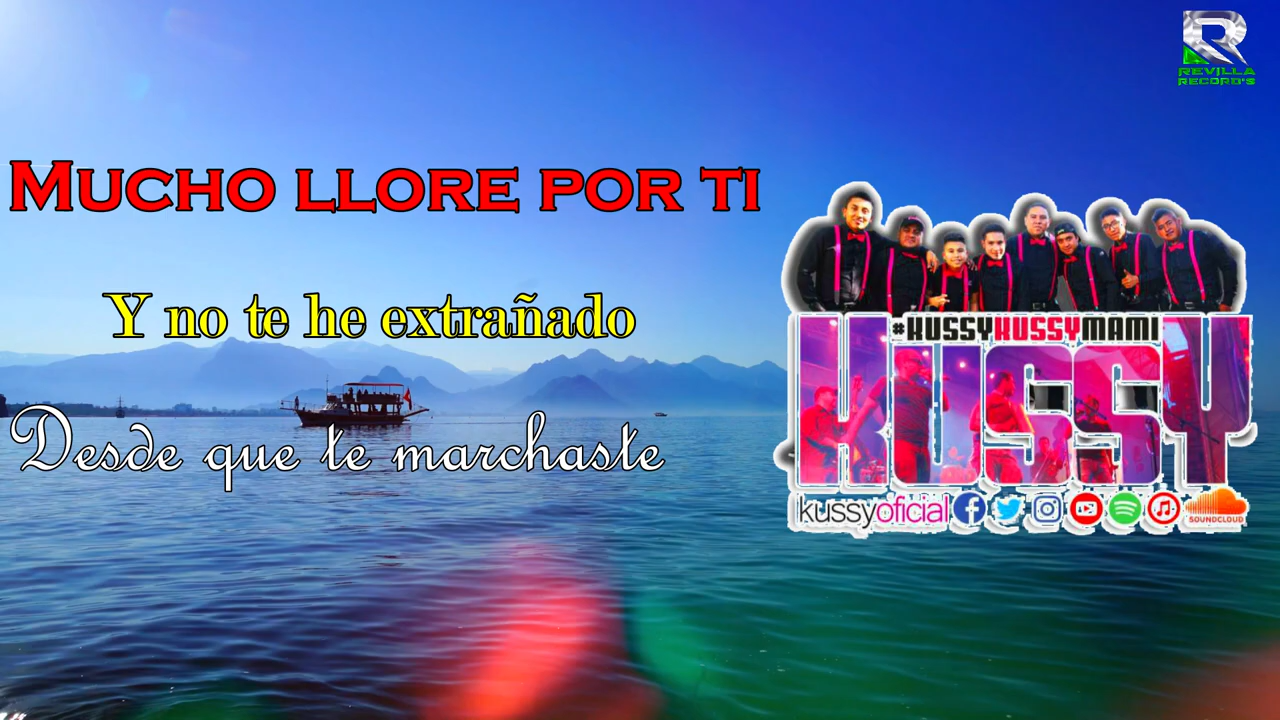 REVILLA
RECORD'S
MUCHO LLORE POR TI
Y no te he extrañado
Desde que te marchaste
#KUSSYKUSSYMAMI
KUSSY
kussyoficial
SOUNDCLOUD